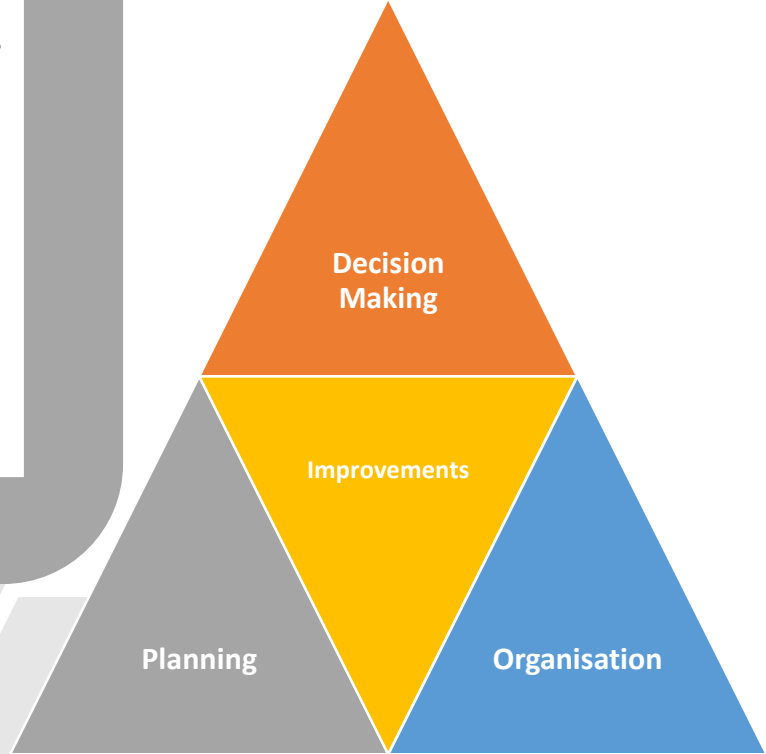 Decision
Making
Improvements
Planning
Organisation